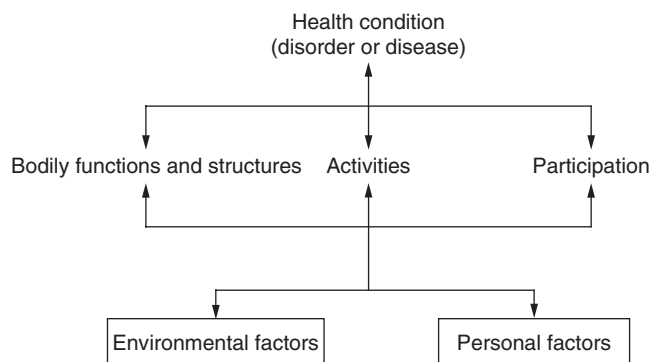 Health condition
(disorder or disease)
Bodily functions and structures Activities Participation
Environmental factors Personal factors